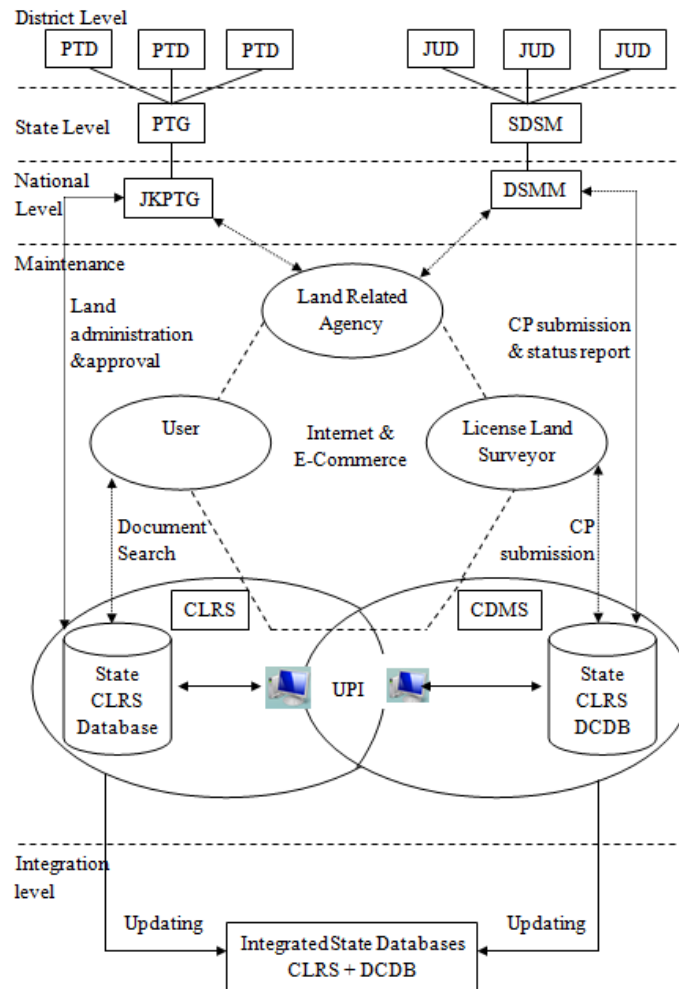 District Level
PTD
PTD
PTD
JUD
JUD
JUD
State Level
PTG
SDSM
National
Level
JKPTG
DSMM
Maintenance
Land Related
Agency
Land
administration
&approval
CP submission
& status report
User
Internet &
E-Commerce
License Land
Surveyor
Document
Search
CP
submission
CLRS
CDMS
State
CLRS
Database
UPI
State
CLRS
DCDB
Integration
level
Updating
Updating
Integrated State Databases
CLRS + DCDB